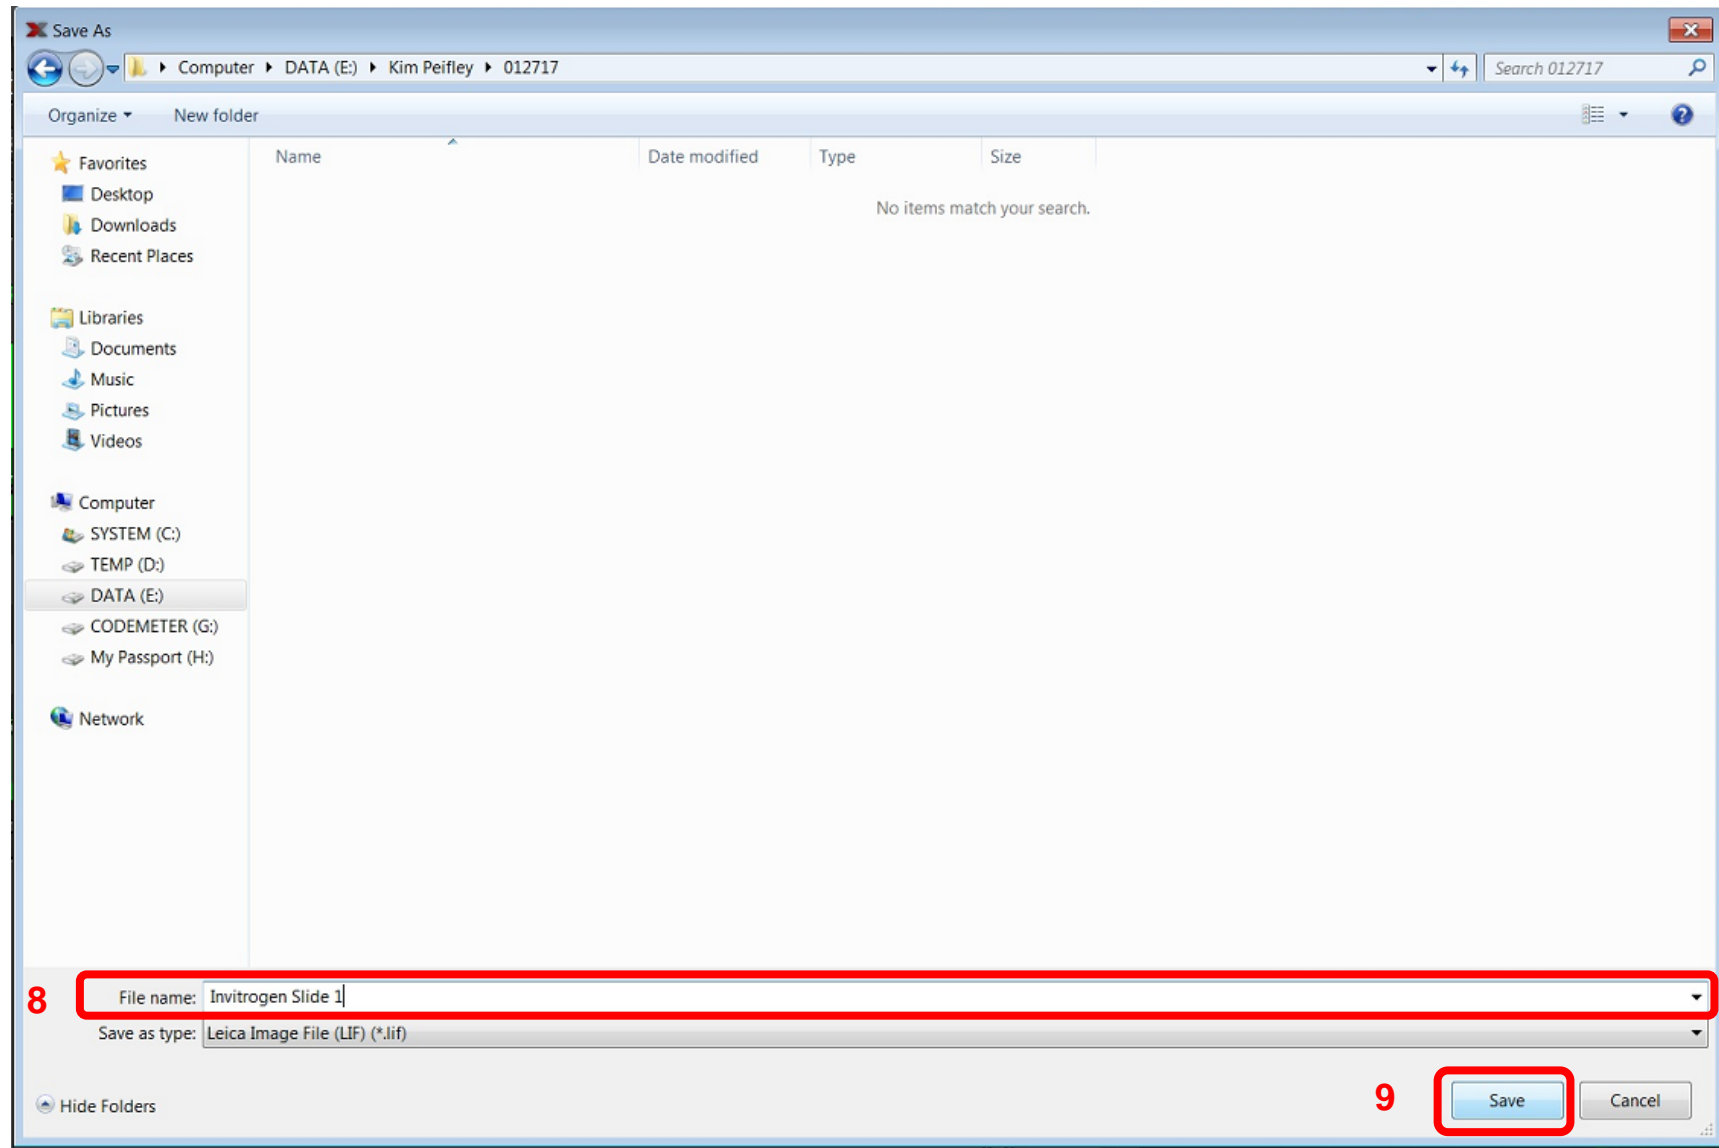 Save As
Computer DATA (E:) Kim Peifley 012717
Search 012717
Organize New folder
Name Date modified Type Size
No items match your search.
Favorites
Desktop
Downloads
Recent Places
Libraries
Documents
Music
Pictures
Videos
Computer
SYSTEM (C:)
TEMP (D:)
DATA (E:)
CODEMETER (G:)
My Passport (H:)
Network
8 File name: Invitrogen Slide 1
Save as type: Leica Image File (LIF) (*.lif)
Hide Folders
9 Save Cancel